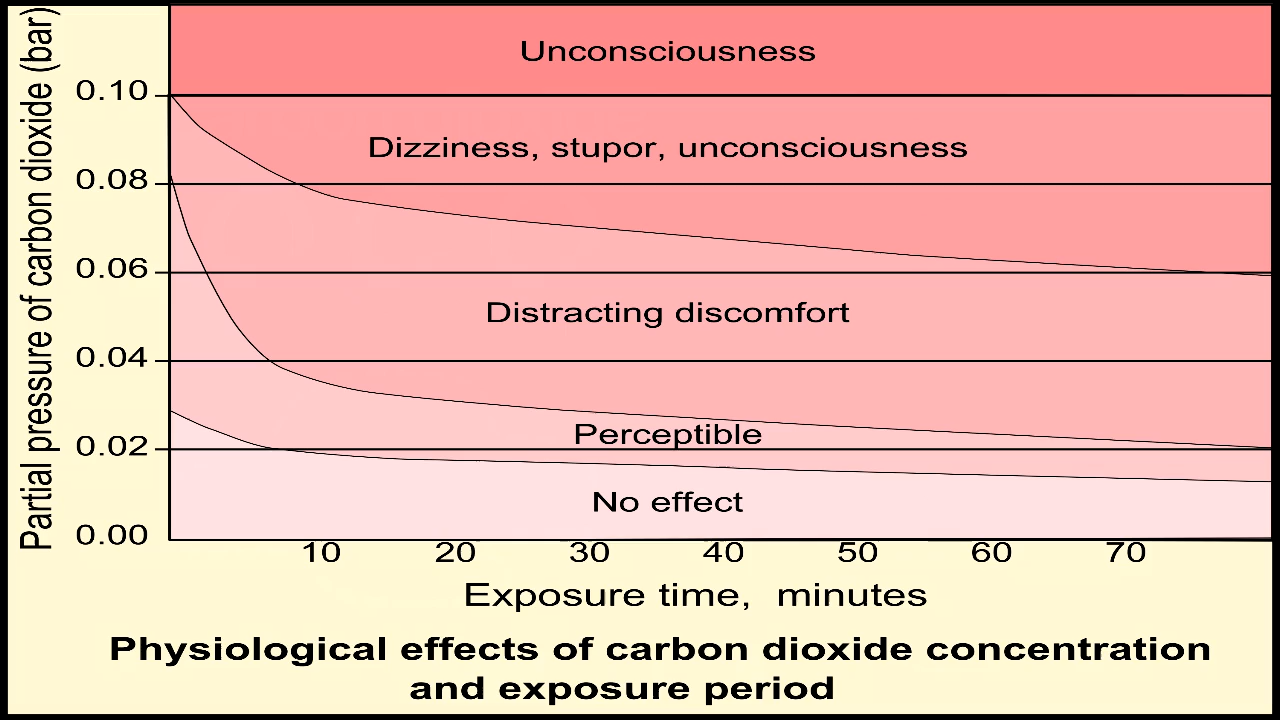 Partial pressure of carbon dioxide (bar)
Unconsciousness
0.10
Dizziness, stupor, unconsciousness
0.08
0.06
Distracting discomfort
0.04
Perceptible
0.02
No effect
0.00
10 20 30 40 50 60 70
Exposure time, minutes
Physiological effects of carbon dioxide concentration
and exposure period